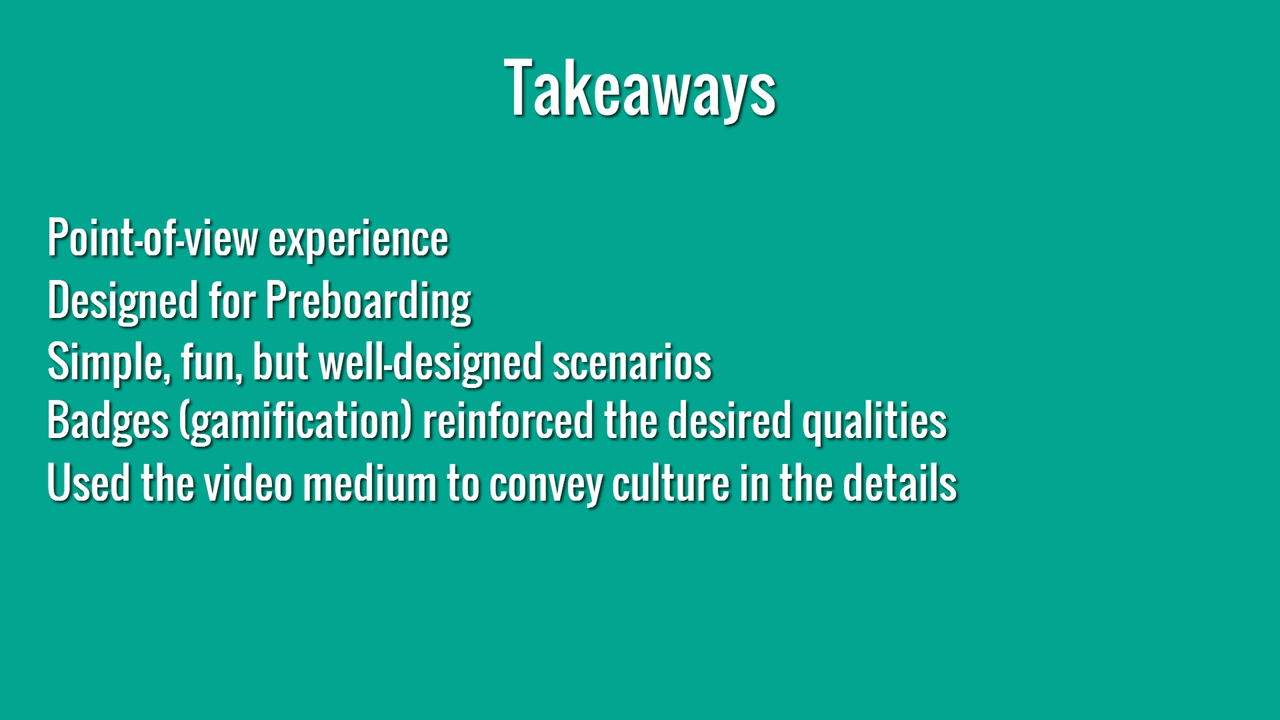 Takeaways
Point-of-view experience
Designed for Preboarding
Simple, fun, but well-designed scenarios
Badges (gamification) reinforced the desired qualities
Used the video medium to convey culture in the details